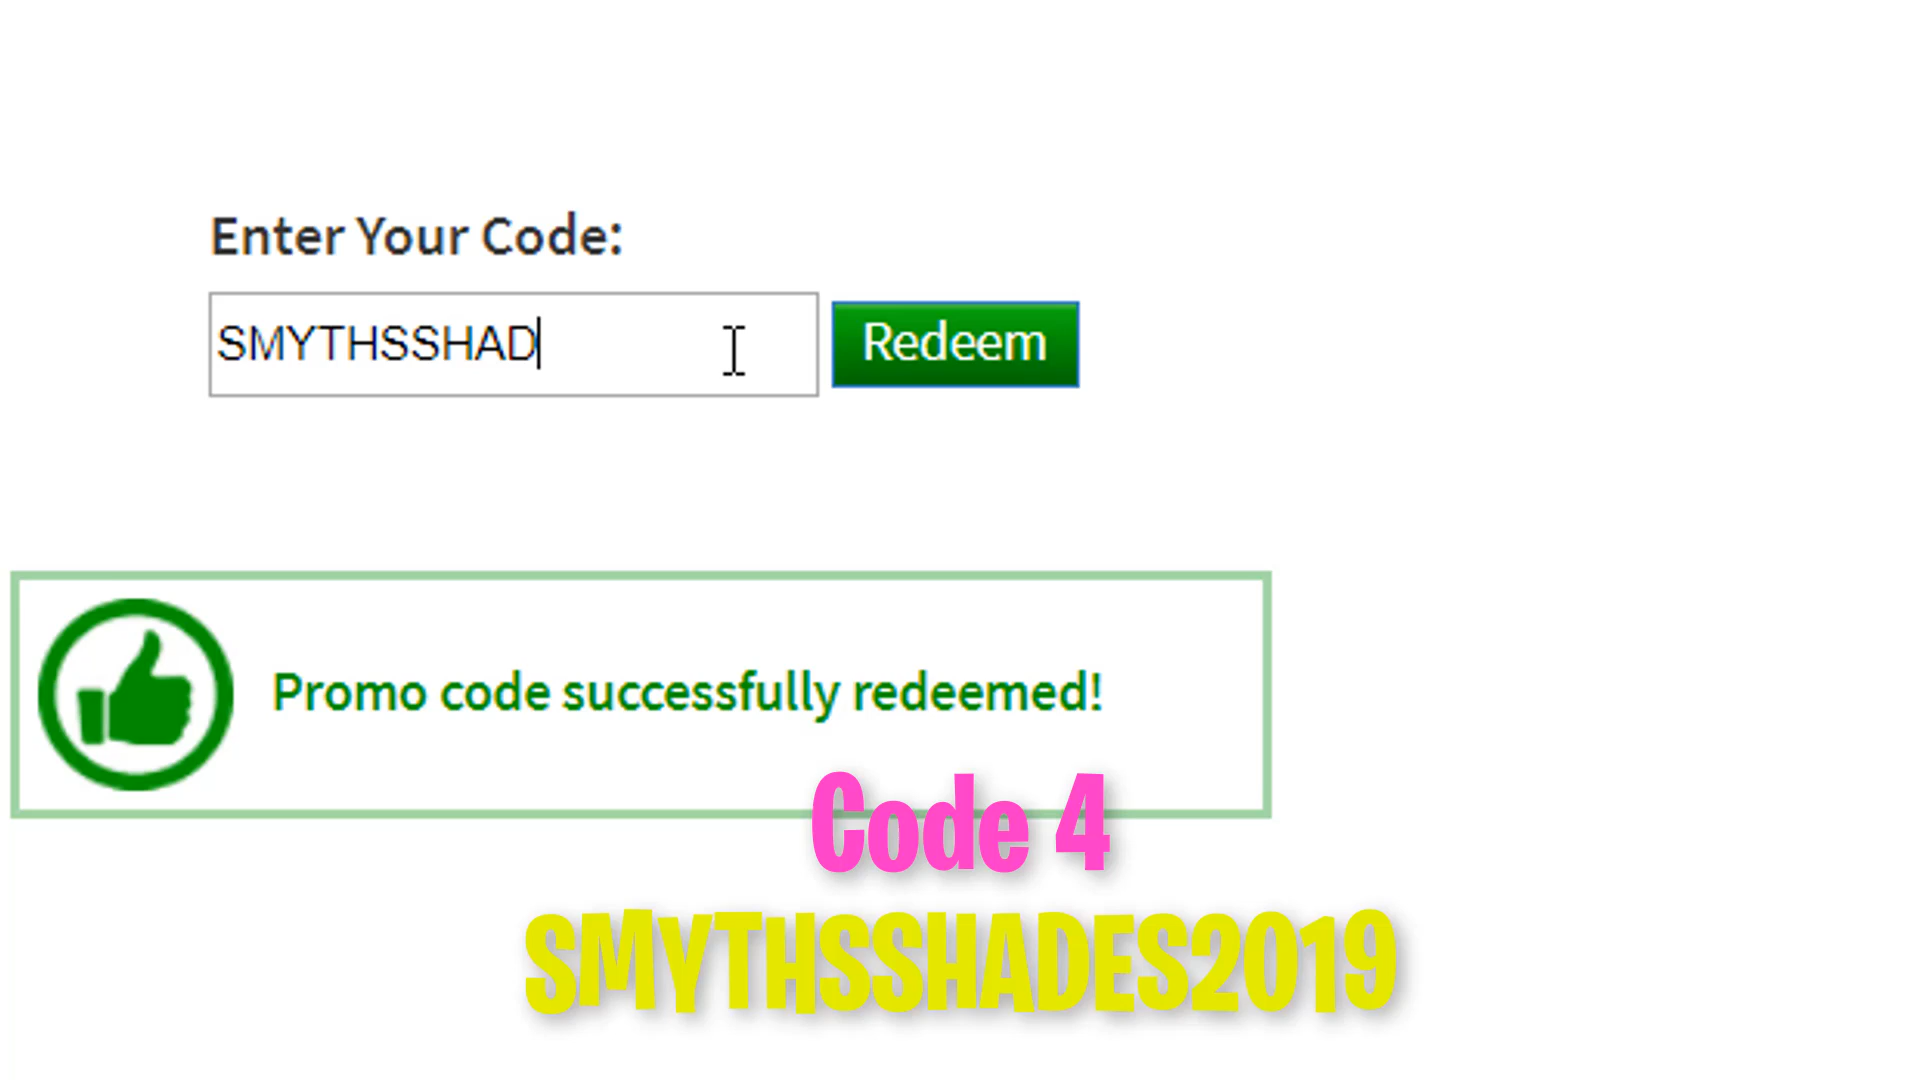 Enter Your Code:
SMYTHSSHAD
Redeem
Promo code successfully redeemed!
Code 4
SMYTHSSHADES2019